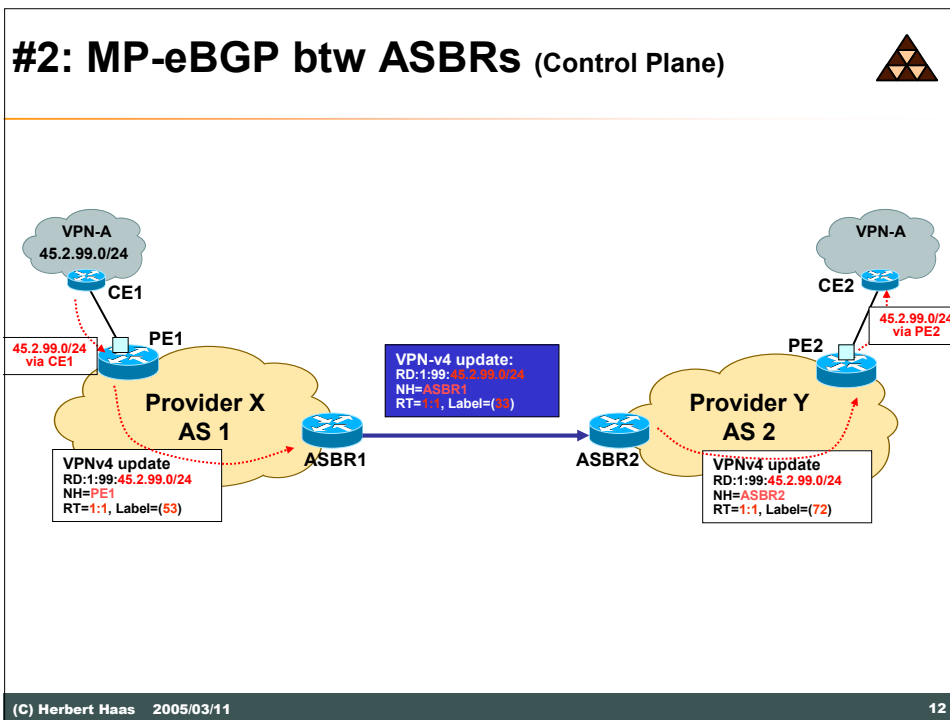 #2: MP-eBGP btw ASBRs (Control Plane)
VPN-A
45.2.99.0/24
CE1
VPN-A
CE2
45.2.99.0/24
via CE1
PE1
45.2.99.0/24
via PE2
PE2
VPN-v4 update:
RD:1:99:45.2.99.0/24
NH=ASBR1
RT=1:1, Label=(33)
Provider X
AS 1
ASBR1
ASBR2
Provider Y
AS 2
VPNv4 update
RD:1:99:45.2.99.0/24
NH=PE1
RT=1:1, Label=(53)
VPNv4 update
RD:1:99:45.2.99.0/24
NH=ASBR2
RT=1:1, Label=(72)
(C) Herbert Haas 2005/03/11
12